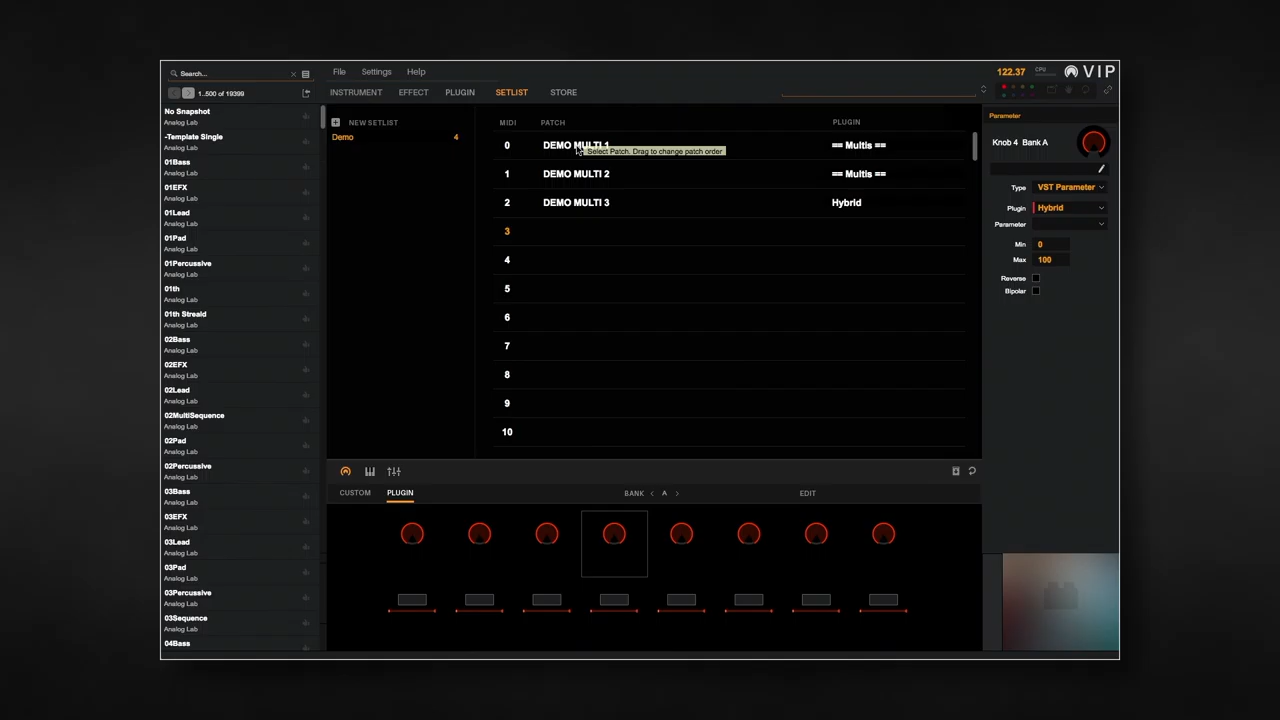 Search...
1..500 of 19399
No Snapshot
Analog Lab
-Template Single
Analog Lab
01Bass
Analog Lab
01EFX
Analog Lab
01Lead
Analog Lab
01Pad
Analog Lab
01Percussive
Analog Lab
01th
Analog Lab
01th Streald
Analog Lab
02Bass
Analog Lab
02EFX
Analog Lab
02Lead
Analog Lab
02MultiSequence
Analog Lab
02Pad
Analog Lab
02Percussive
Analog Lab
03Bass
Analog Lab
03EFX
Analog Lab
03Lead
Analog Lab
03Pad
Analog Lab
03Percussive
Analog Lab
03Sequence
Analog Lab
04Bass
File Settings Help
122.37 CPU VIP
INSTRUMENT EFFECT PLUGIN SETLIST STORE
NEW SETLIST
Demo 4
MIDI PATCH PLUGIN
0 DEMO MULTI 1 == Multis ==
Select Patch. Drag to change patch order
1 DEMO MULTI 2 == Multis ==
2 DEMO MULTI 3 Hybrid
3
4
5
6
7
8
9
10
Parameter
Knob 4 Bank A
Type VST Parameter
Plugin Hybrid
Parameter
Min 0
Max 100
Reverse
Bipolar
CUSTOM PLUGIN BANK < A > EDIT